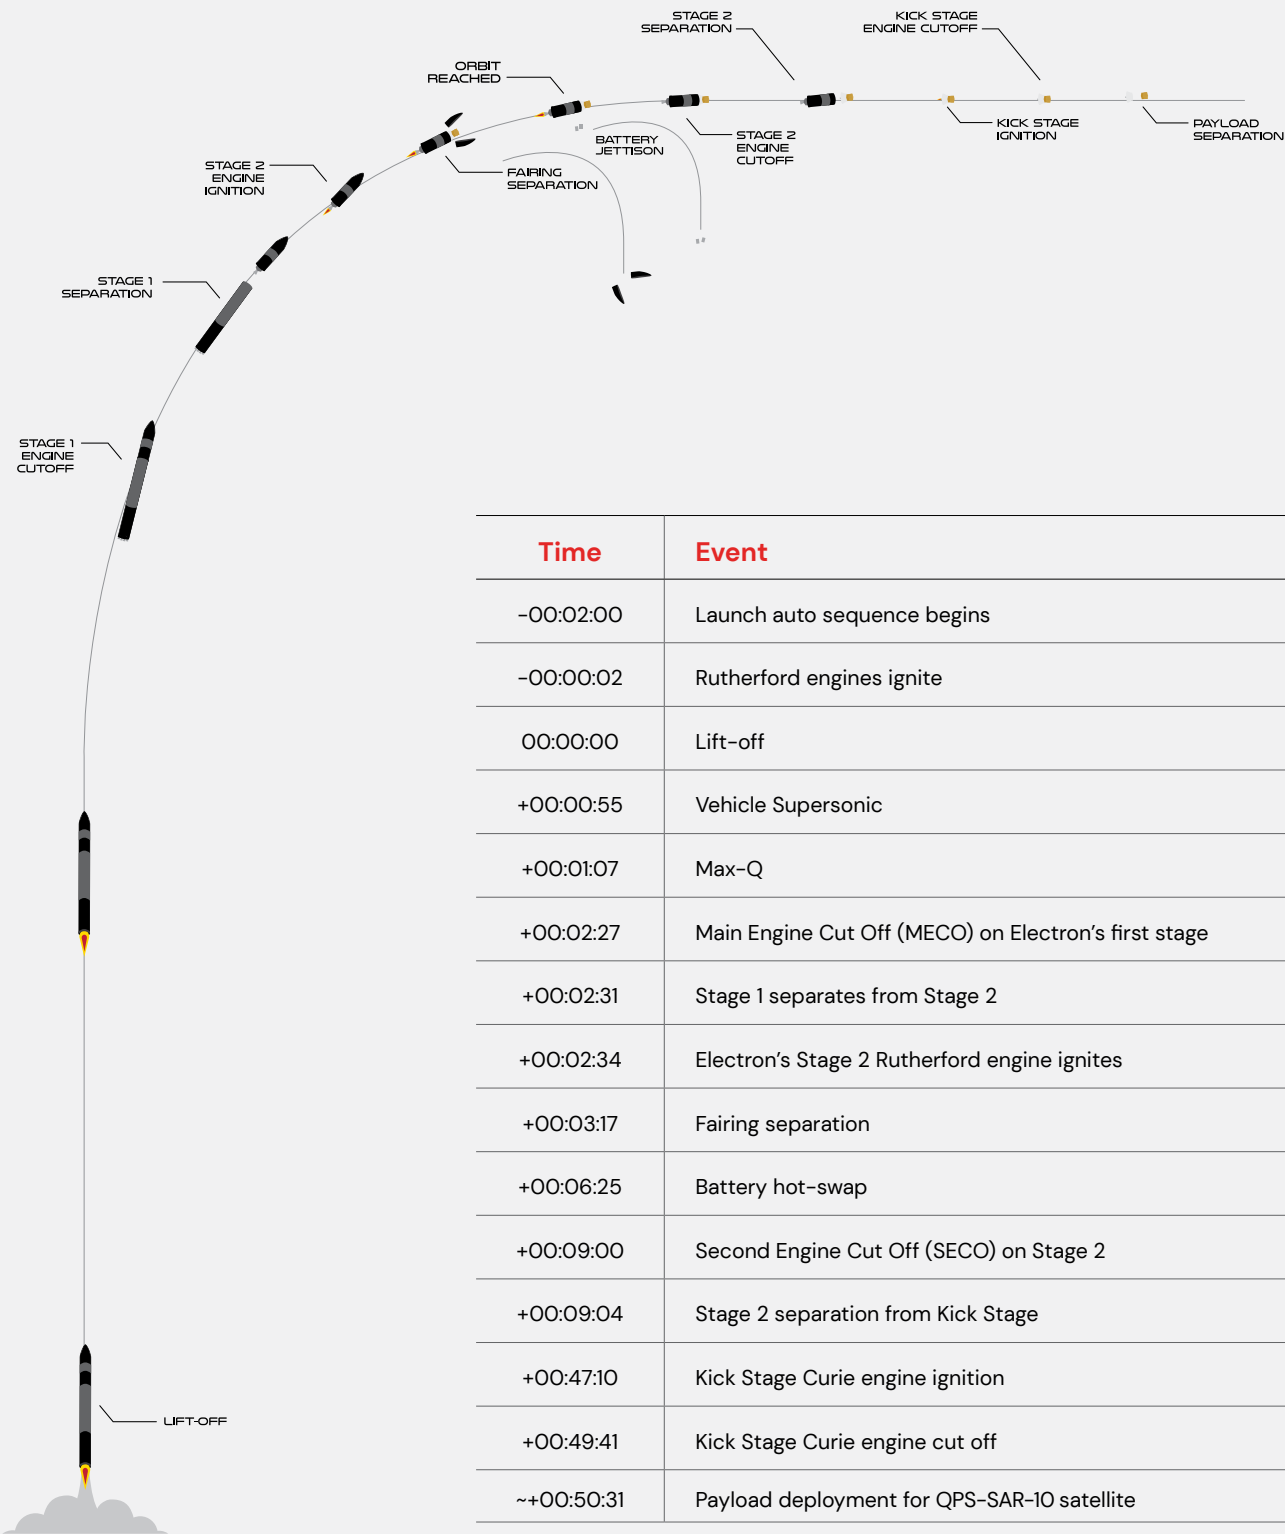 STAGE 2
SEPARATION
KICK STAGE
ENGINE CUTOFF
ORBIT
REACHED
KICK STAGE
IGNITION
PAYLOAD
SEPARATION
BATTERY
JETTISON
STAGE 2
ENGINE
CUTOFF
STAGE 2
ENGINE
IGNITION
FAIRING
SEPARATION
STAGE 1
SEPARATION
STAGE 1
ENGINE
CUTOFF
LIFT-OFF
Time Event
-00:02:00 Launch auto sequence begins
-00:00:02 Rutherford engines ignite
00:00:00 Lift-off
+00:00:55 Vehicle Supersonic
+00:01:07 Max-Q
+00:02:27 Main Engine Cut Off (MECO) on Electron’s first stage
+00:02:31 Stage 1 separates from Stage 2
+00:02:34 Electron’s Stage 2 Rutherford engine ignites
+00:03:17 Fairing separation
+00:06:25 Battery hot-swap
+00:09:00 Second Engine Cut Off (SECO) on Stage 2
+00:09:04 Stage 2 separation from Kick Stage
+00:47:10 Kick Stage Curie engine ignition
+00:49:41 Kick Stage Curie engine cut off
~+00:50:31 Payload deployment for QPS-SAR-10 satellite